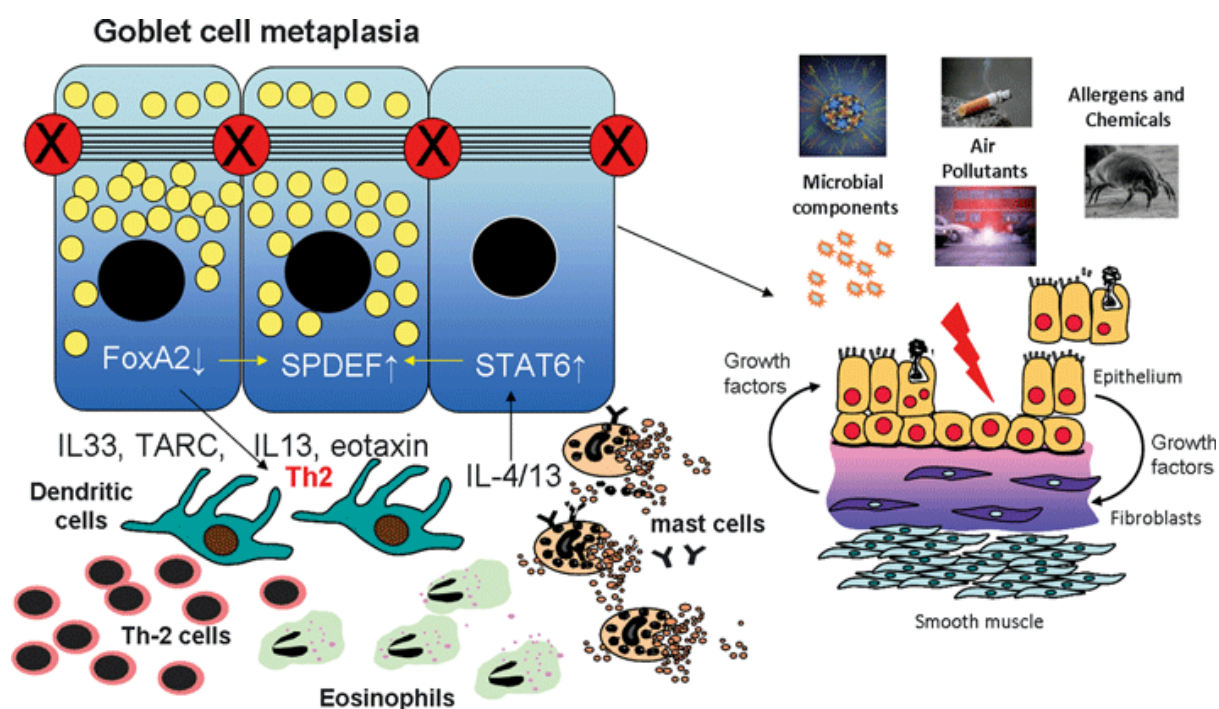 Goblet cell metaplasia
X X X X
FoxA2↓ SPDEF↑ STAT6↑
IL33, TARC, IL13, eotaxin
Th2
IL-4/13
Dendritic
cells
mast cells
Th-2 cells
Eosinophils
Microbial
components
Air
Pollutants
Allergens and
Chemicals
Growth
factors
Epithelium
Growth
factors
Fibroblasts
Smooth muscle